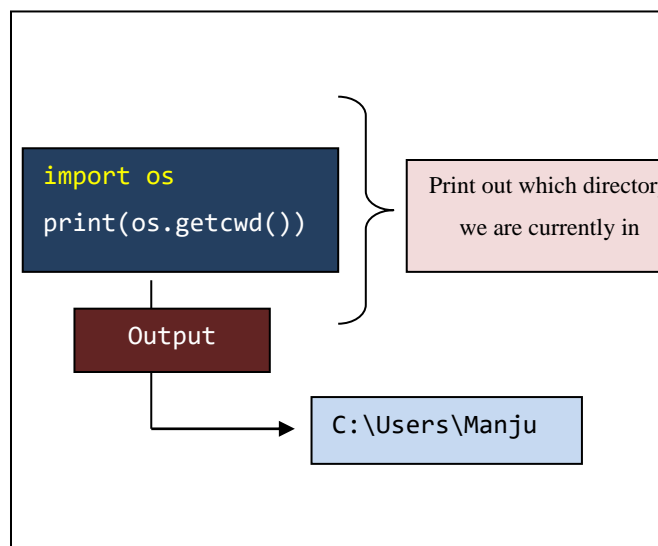 import os
print(os.getcwd())
Print out which director
we are currently in
Output
C:\Users\Manju